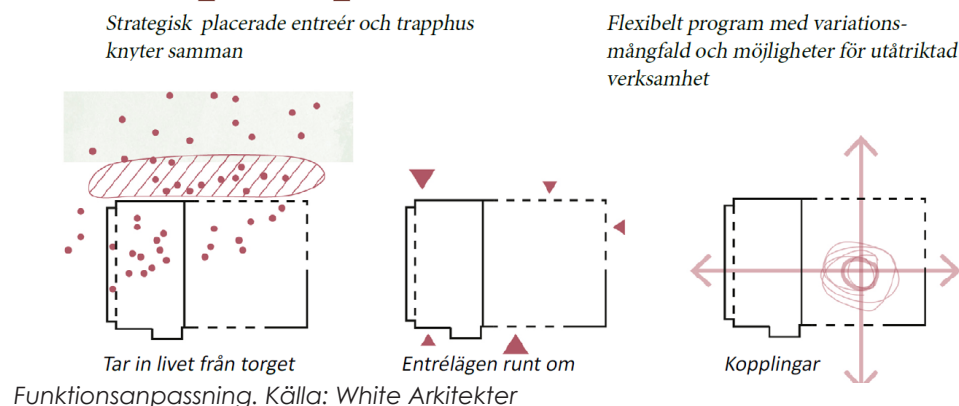 Strategisk placerade entreér och trapphus
knyter samman
Flexibelt program med variations-
mångfald och möjligheter för utåtriktad
verksamhet
Tar in livet från torget
Entrélägen runt om
Kopplingar
Funktionsanpassning. Källa: White Arkitekter